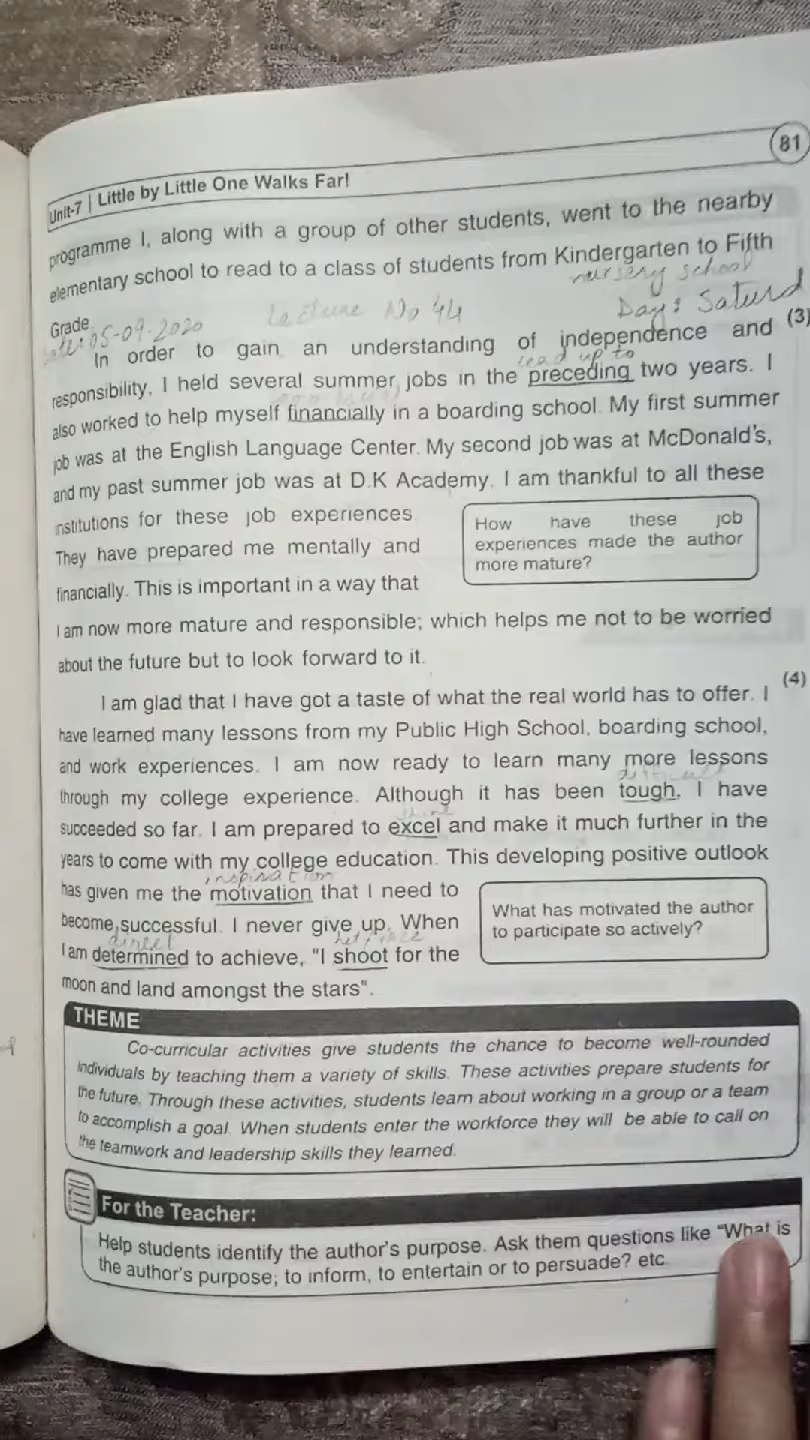 81
Unit-7 | Little by Little One Walks Far!
programme I, along with a group of other students, went to the nearby
elementary school to read to a class of students from Kindergarten to Fifth
nursery school
Grade.
Date: 05-09-2020 Lecture No 44 Day: Saturd
In order to gain an understanding of independence and (3)
lead up to
responsibility, I held several summer jobs in the preceding two years. I
also worked to help myself financially in a boarding school. My first summer
job was at the English Language Center. My second job was at McDonald's,
and my past summer job was at D.K Academy. I am thankful to all these
institutions for these job experiences
They have prepared me mentally and
financially. This is important in a way that
How have these job
experiences made the author
more mature?
I am now more mature and responsible; which helps me not to be worried
about the future but to look forward to it.
(4)
I am glad that I have got a taste of what the real world has to offer. I
have learned many lessons from my Public High School, boarding school,
and work experiences. I am now ready to learn many more lessons
difficult
through my college experience. Although it has been tough, I have
succeeded so far. I am prepared to excel and make it much further in the
years to come with my college education. This developing positive outlook
inspiration
has given me the motivation that I need to
become successful. I never give up. When
I am determined to achieve, "I shoot for the
moon and land amongst the stars".
What has motivated the author
to participate so actively?
THEME
Co-curricular activities give students the chance to become well-rounded
individuals by teaching them a variety of skills. These activities prepare students for
the future. Through these activities, students learn about working in a group or a team
to accomplish a goal. When students enter the workforce they will be able to call on
the teamwork and leadership skills they learned.
For the Teacher:
Help students identify the author's purpose. Ask them questions like "What is
the author's purpose; to inform, to entertain or to persuade? etc.